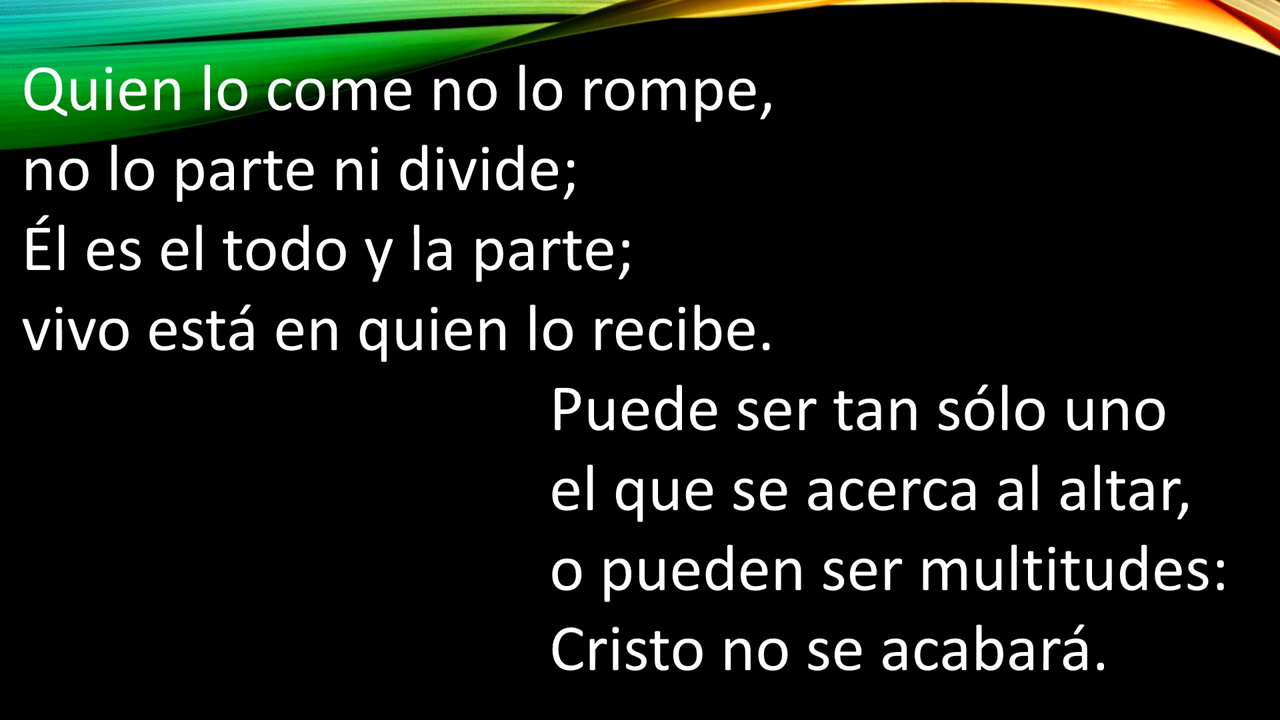 Quien lo come no lo rompe,
no lo parte ni divide;
Él es el todo y la parte;
vivo está en quien lo recibe.
Puede ser tan sólo uno
el que se acerca al altar,
o pueden ser multitudes:
Cristo no se acabará.